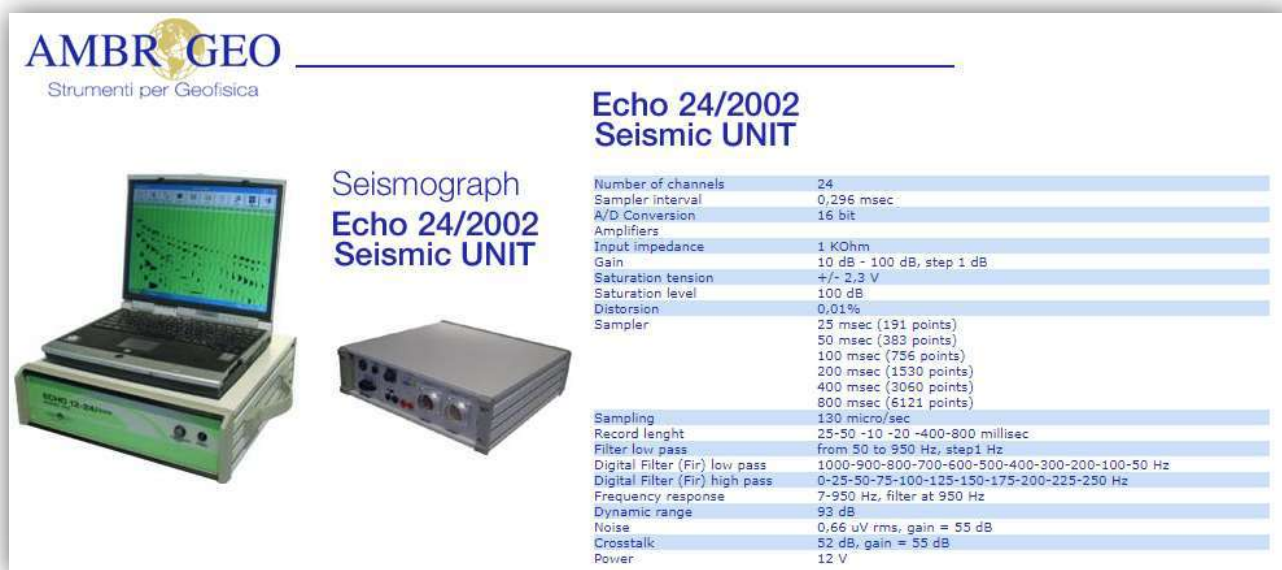 AMBROGEO
Strumenti per Geofisica
Echo 24/2002
Seismic UNIT
Seismograph
Echo 24/2002
Seismic UNIT
ECHO 12-24/2002
Number of channels 24
Sampler interval 0,296 msec
A/D Conversion 16 bit
Amplifiers
Input impedance 1 KOhm
Gain 10 dB - 100 dB, step 1 dB
Saturation tension +/- 2,3 V
Saturation level 100 dB
Distorsion 0,01%
Sampler 25 msec (191 points)
50 msec (383 points)
100 msec (756 points)
200 msec (1530 points)
400 msec (3060 points)
800 msec (6121 points)
Sampling 130 micro/sec
Record lenght 25-50 -10 -20 -400-800 millisec
Filter low pass from 50 to 950 Hz, step1 Hz
Digital Filter (Fir) low pass 1000-900-800-700-600-500-400-300-200-100-50 Hz
Digital Filter (Fir) high pass 0-25-50-75-100-125-150-175-200-225-250 Hz
Frequency response 7-950 Hz, filter at 950 Hz
Dynamic range 93 dB
Noise 0,66 uV rms, gain = 55 dB
Crosstalk 52 dB, gain = 55 dB
Power 12 V